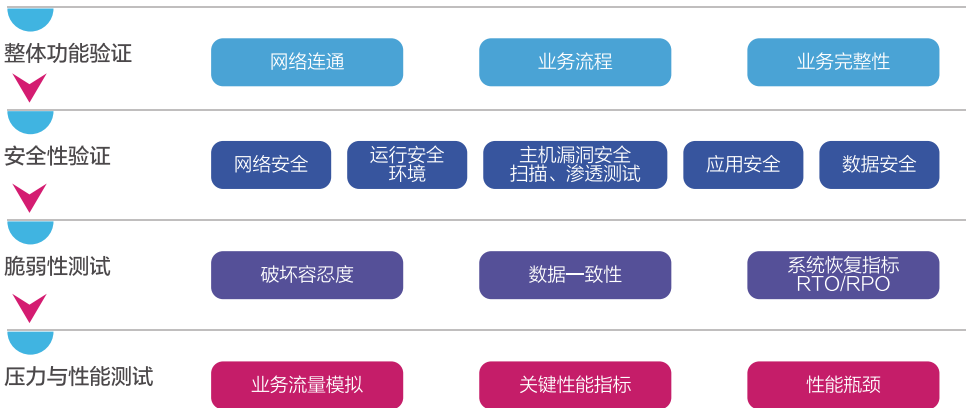 整体功能验证
网络连通
业务流程
业务完整性
安全性验证
网络安全
运行安全
环境
主机漏洞安全
扫描、渗透测试
应用安全
数据安全
脆弱性测试
破坏容忍度
数据一致性
系统恢复指标
RTO/RPO
压力与性能测试
业务流量模拟
关键性能指标
性能瓶颈